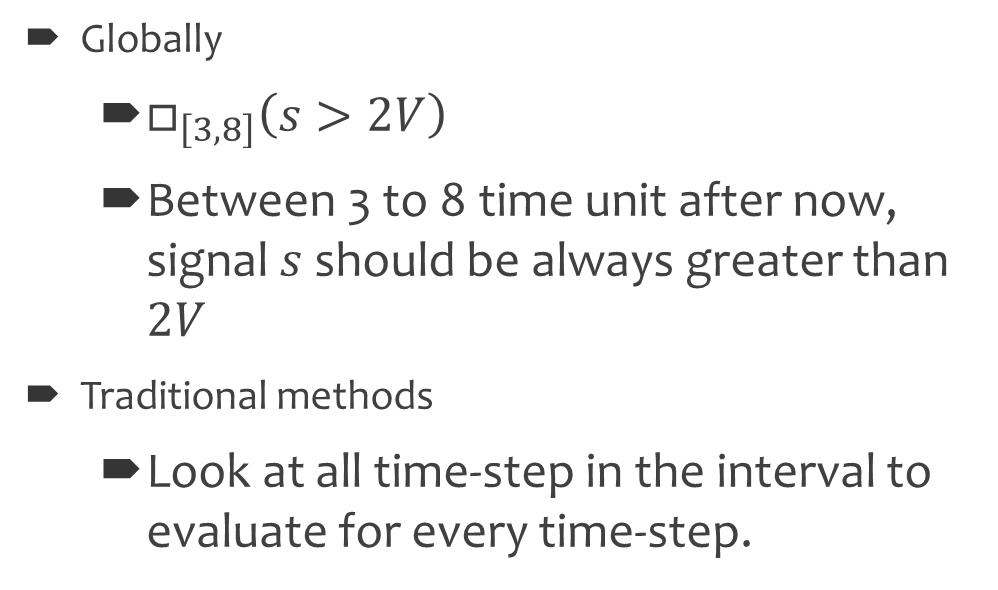 Globally
□[3,8](s > 2V)
Between 3 to 8 time unit after now,
signal s should be always greater than
2V
Traditional methods
Look at all time-step in the interval to
evaluate for every time-step.